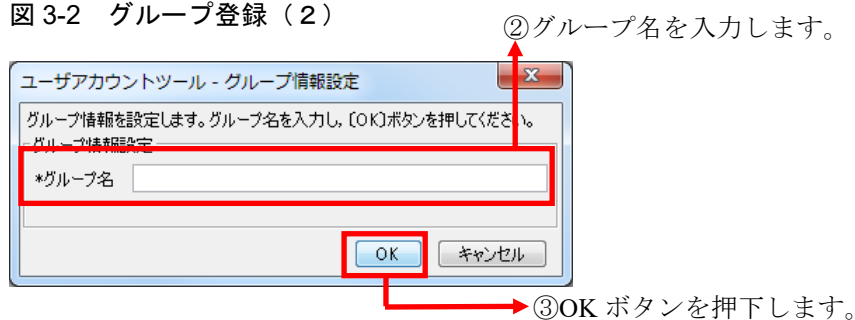 図 3-2　グループ登録（２）
②グループ名を入力します。
ユーザアカウントツール - グループ情報設定
グループ情報を設定します。グループ名を入力し，〔OK〕ボタンを押してください。
グループ情報設定
*グループ名
OK
キャンセル
③OK ボタンを押下します。